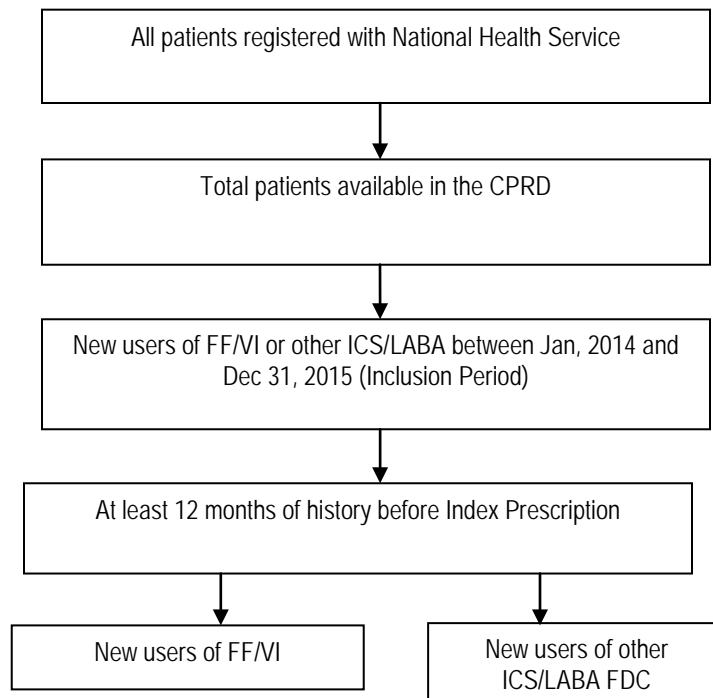 All patients registered with National Health Service
Total patients available in the CPRD
New users of FF/VI or other ICS/LABA between Jan, 2014 and
Dec 31, 2015 (Inclusion Period)
At least 12 months of history before Index Prescription
New users of FF/VI
New users of other
ICS/LABA FDC